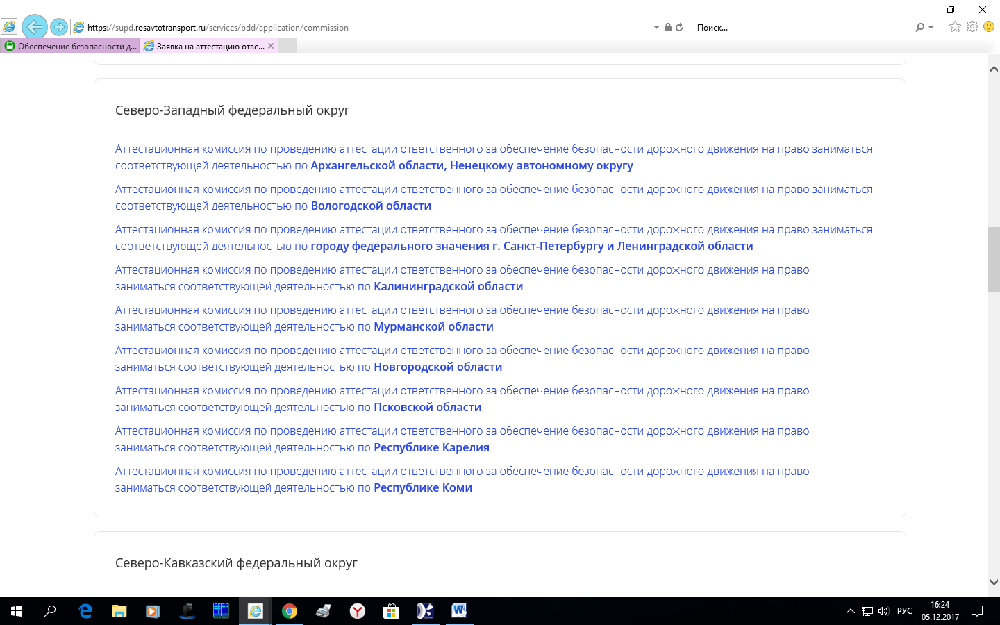 https://supd.rosavtotransport.ru/services/bdd/application/commission
Поиск...
Обеспечение безопасности д...
Заявка на аттестацию отве...
Северо-Западный федеральный округ
Аттестационная комиссия по проведению аттестации ответственного за обеспечение безопасности дорожного движения на право заниматься
соответствующей деятельностью по Архангельской области, Ненецкому автономному округу
Аттестационная комиссия по проведению аттестации ответственного за обеспечение безопасности дорожного движения на право заниматься
соответствующей деятельностью по Вологодской области
Аттестационная комиссия по проведению аттестации ответственного за обеспечение безопасности дорожного движения на право заниматься
соответствующей деятельностью по городу федерального значения г. Санкт-Петербургу и Ленинградской области
Аттестационная комиссия по проведению аттестации ответственного за обеспечение безопасности дорожного движения на право
заниматься соответствующей деятельностью по Калининградской области
Аттестационная комиссия по проведению аттестации ответственного за обеспечение безопасности дорожного движения на право
заниматься соответствующей деятельностью по Мурманской области
Аттестационная комиссия по проведению аттестации ответственного за обеспечение безопасности дорожного движения на право
заниматься соответствующей деятельностью по Новгородской области
Аттестационная комиссия по проведению аттестации ответственного за обеспечение безопасности дорожного движения на право
заниматься соответствующей деятельностью по Псковской области
Аттестационная комиссия по проведению аттестации ответственного за обеспечение безопасности дорожного движения на право
заниматься соответствующей деятельностью по Республике Карелия
Аттестационная комиссия по проведению аттестации ответственного за обеспечение безопасности дорожного движения на право
заниматься соответствующей деятельностью по Республике Коми
Северо-Кавказский федеральный округ
РУС
16:24
05.12.2017